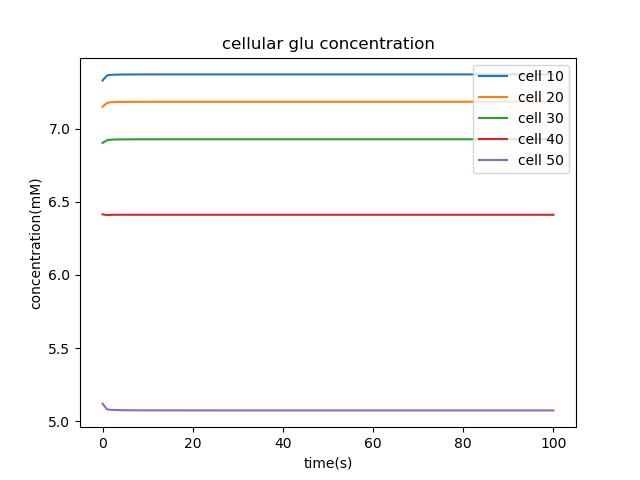 cellular glu concentration
cell 10
cell 20
cell 30
cell 40
cell 50
concentration(mM)
7.0
6.5
6.0
5.5
5.0
0
20
40
60
80
100
time(s)